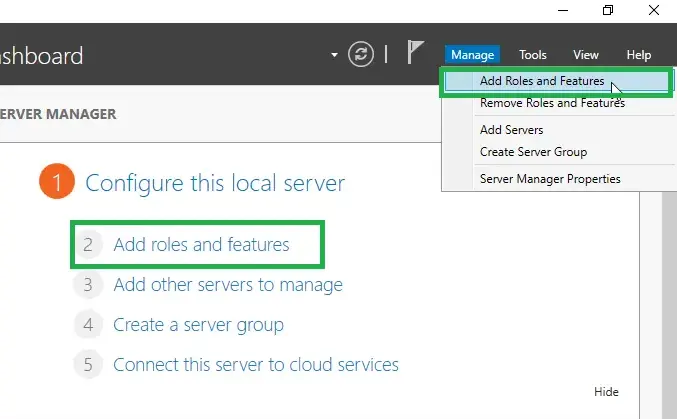 shboard
Manage Tools View Help
Add Roles and Features
Remove Roles and Features
Add Servers
Create Server Group
Server Manager Properties
ERVER MANAGER
1 Configure this local server
2 Add roles and features
3 Add other servers to manage
4 Create a server group
5 Connect this server to cloud services
Hide